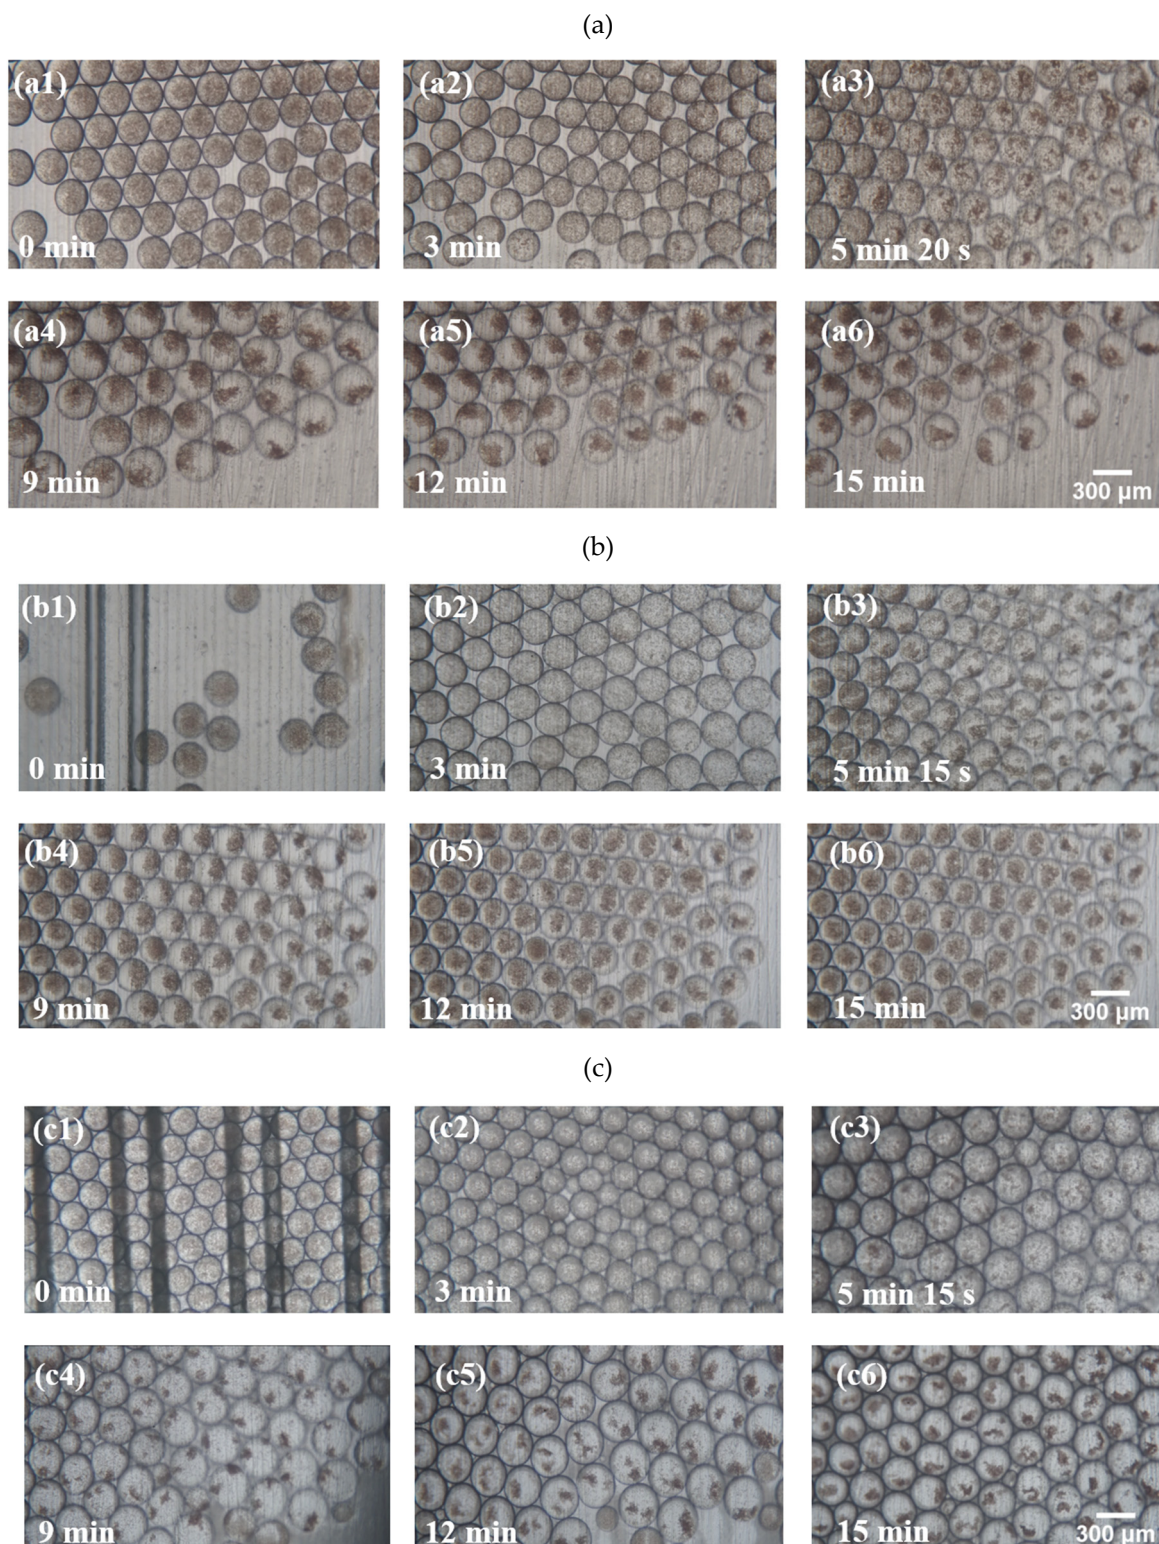 (a)
(a1)
(a2)
(a3)
0 min
3 min
5 min 20 s
(a4)
(a5)
(a6)
9 min
12 min
15 min
300 µm
(b)
(b1)
(b2)
(b3)
0 min
3 min
5 min 15 s
(b4)
(b5)
(b6)
9 min
12 min
15 min
300 µm
(c)
(c1)
(c2)
(c3)
0 min
3 min
5 min 15 s
(c4)
(c5)
(c6)
9 min
12 min
15 min
300 µm